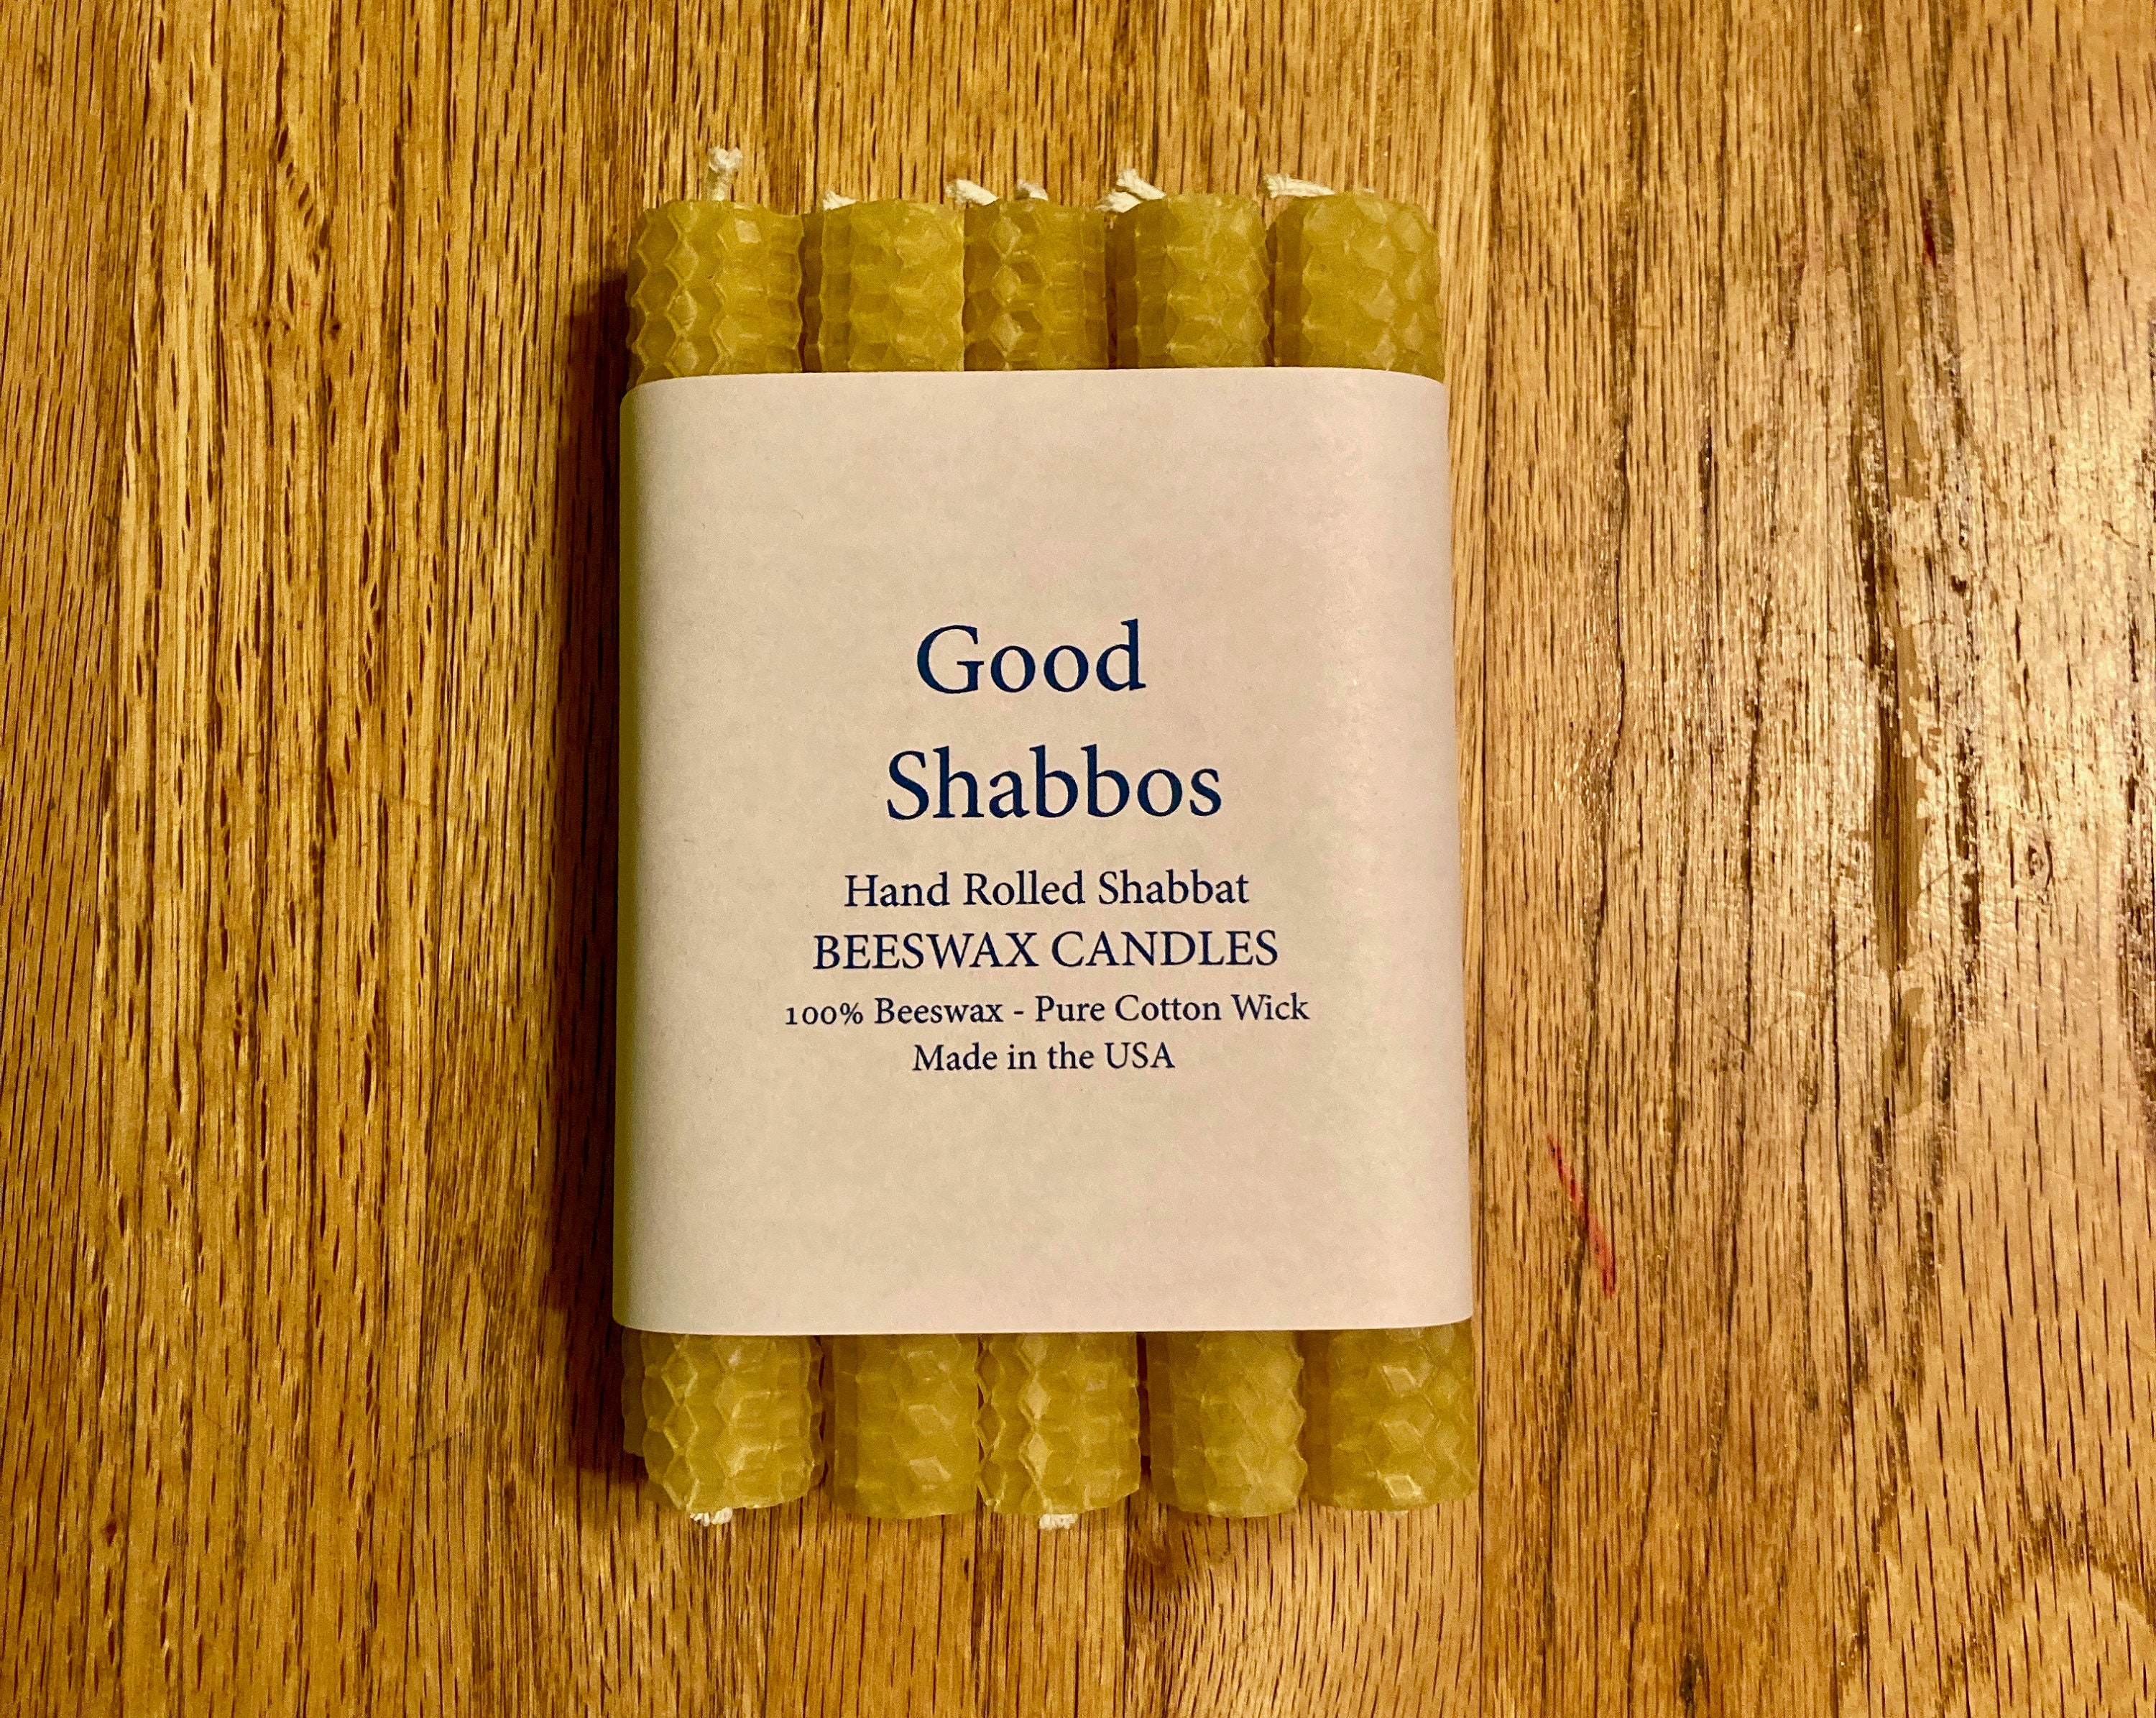 Good
Shabbos
Hand Rolled Shabbat
BEESWAX CANDLES
100% Beeswax - Pure Cotton Wick
Made in the USA